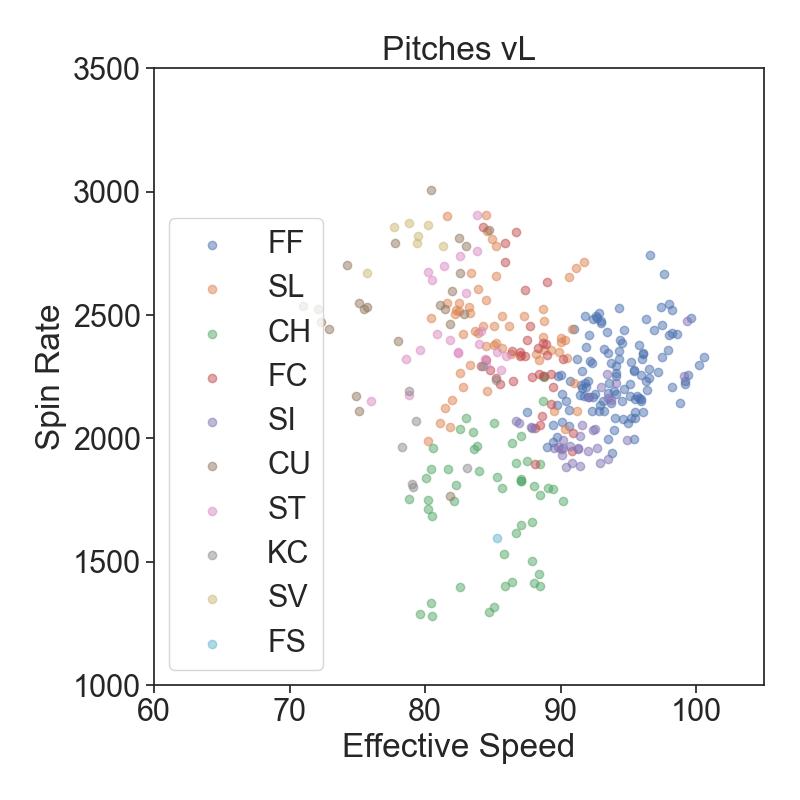 Pitches vL
3500
3000
2500
2000
1500
1000
Spin Rate
FF
SL
CH
FC
SI
CU
ST
KC
SV
FS
60 70 80 90 100
Effective Speed